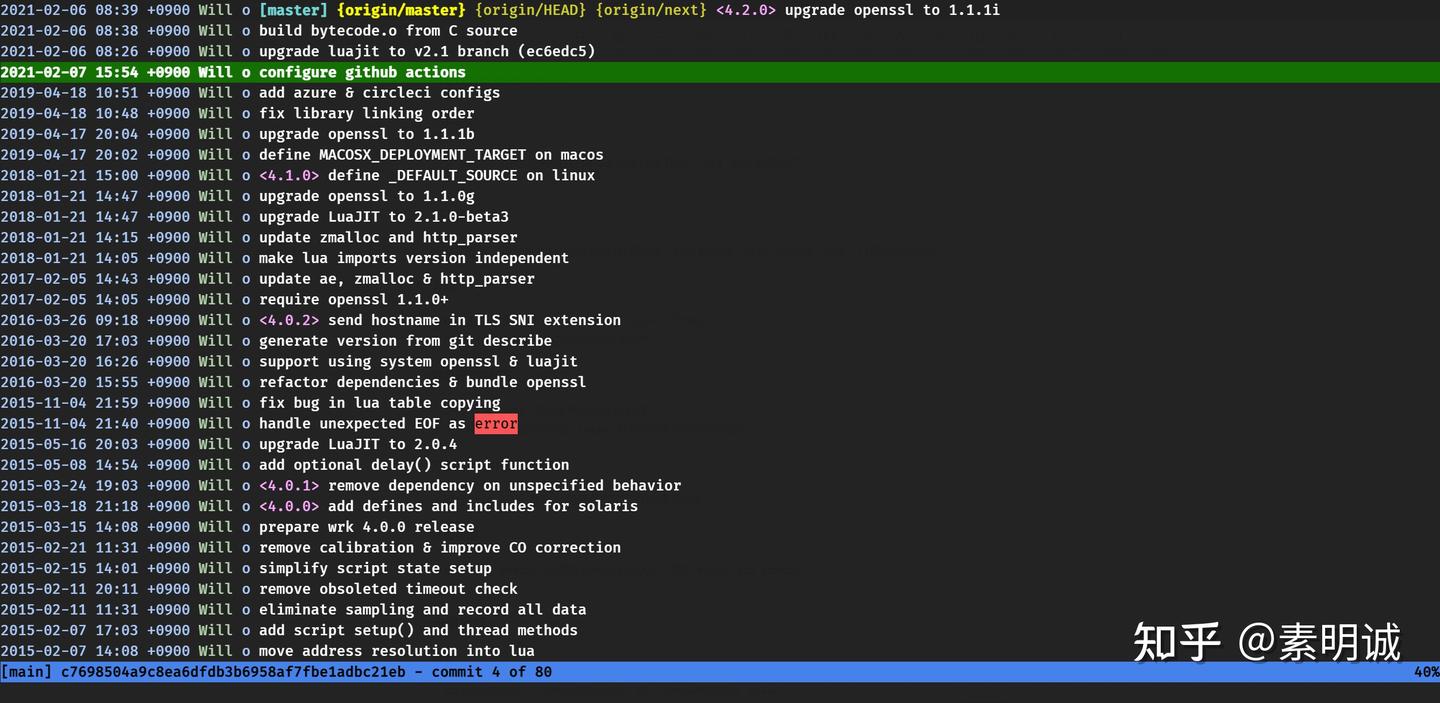 2021-02-06 08:39 +0900 Will o [master] {origin/master} {origin/HEAD} {origin/next} <4.2.0> upgrade openssl to 1.1.1i
2021-02-06 08:38 +0900 Will o build bytecode.o from C source
2021-02-06 08:26 +0900 Will o upgrade luajit to v2.1 branch (ec6edc5)
2021-02-07 15:54 +0900 Will o configure github actions
2019-04-18 10:51 +0900 Will o add azure & circleci configs
2019-04-18 10:48 +0900 Will o fix library linking order
2019-04-17 20:04 +0900 Will o upgrade openssl to 1.1.1b
2019-04-17 20:02 +0900 Will o define MACOSX_DEPLOYMENT_TARGET on macos
2018-01-21 15:00 +0900 Will o <4.1.0> define _DEFAULT_SOURCE on linux
2018-01-21 14:47 +0900 Will o upgrade openssl to 1.1.0g
2018-01-21 14:47 +0900 Will o upgrade LuaJIT to 2.1.0-beta3
2018-01-21 14:15 +0900 Will o update zmalloc and http_parser
2018-01-21 14:05 +0900 Will o make lua imports version independent
2017-02-05 14:43 +0900 Will o update ae, zmalloc & http_parser
2017-02-05 14:05 +0900 Will o require openssl 1.1.0+
2016-03-26 09:18 +0900 Will o <4.0.2> send hostname in TLS SNI extension
2016-03-20 17:03 +0900 Will o generate version from git describe
2016-03-20 16:26 +0900 Will o support using system openssl & luajit
2016-03-20 15:55 +0900 Will o refactor dependencies & bundle openssl
2015-11-04 21:59 +0900 Will o fix bug in lua table copying
2015-11-04 21:40 +0900 Will o handle unexpected EOF as error
2015-05-16 20:03 +0900 Will o upgrade LuaJIT to 2.0.4
2015-05-08 14:54 +0900 Will o add optional delay() script function
2015-03-24 19:03 +0900 Will o <4.0.1> remove dependency on unspecified behavior
2015-03-18 21:18 +0900 Will o <4.0.0> add defines and includes for solaris
2015-03-15 14:08 +0900 Will o prepare wrk 4.0.0 release
2015-02-21 11:31 +0900 Will o remove calibration & improve CO correction
2015-02-15 14:01 +0900 Will o simplify script state setup
2015-02-11 20:11 +0900 Will o remove obsoleted timeout check
2015-02-11 11:31 +0900 Will o eliminate sampling and record all data
2015-02-07 17:03 +0900 Will o add script setup() and thread methods
2015-02-07 14:08 +0900 Will o move address resolution into lua
知乎 @素明诚
[main] c7698504a9c8ea6dfdb3b6958af7fbe1adbc21eb - commit 4 of 80 40%